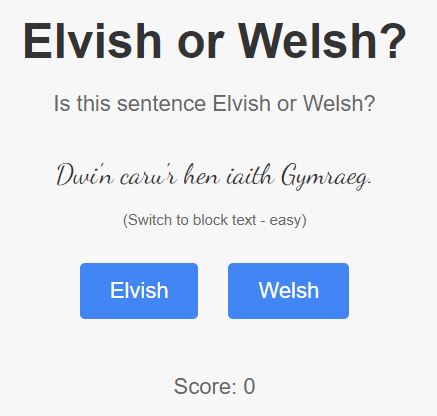 Elvish or Welsh?
Is this sentence Elvish or Welsh?
Dwi'n caru'r hen iaith Gymraeg.
(Switch to block text - easy)
Elvish Welsh
Score: 0